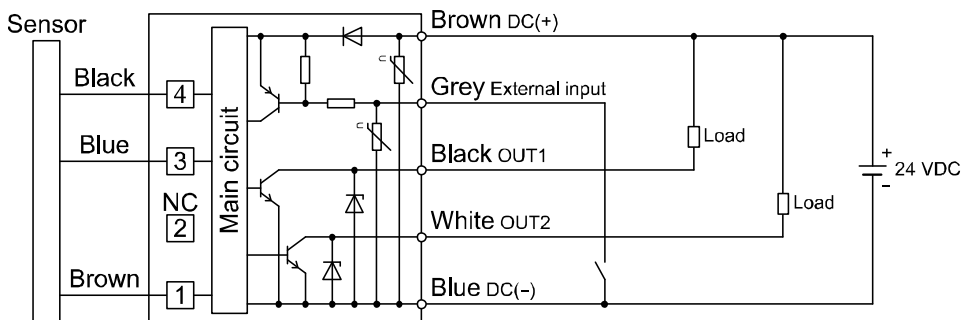 Sensor
Brown DC(+)
Black
4
Grey External input
Main circuit
Load
Blue
3
Black OUT1
+
24 VDC
-
NC
2
White OUT2
Load
Brown
1
Blue DC(-)